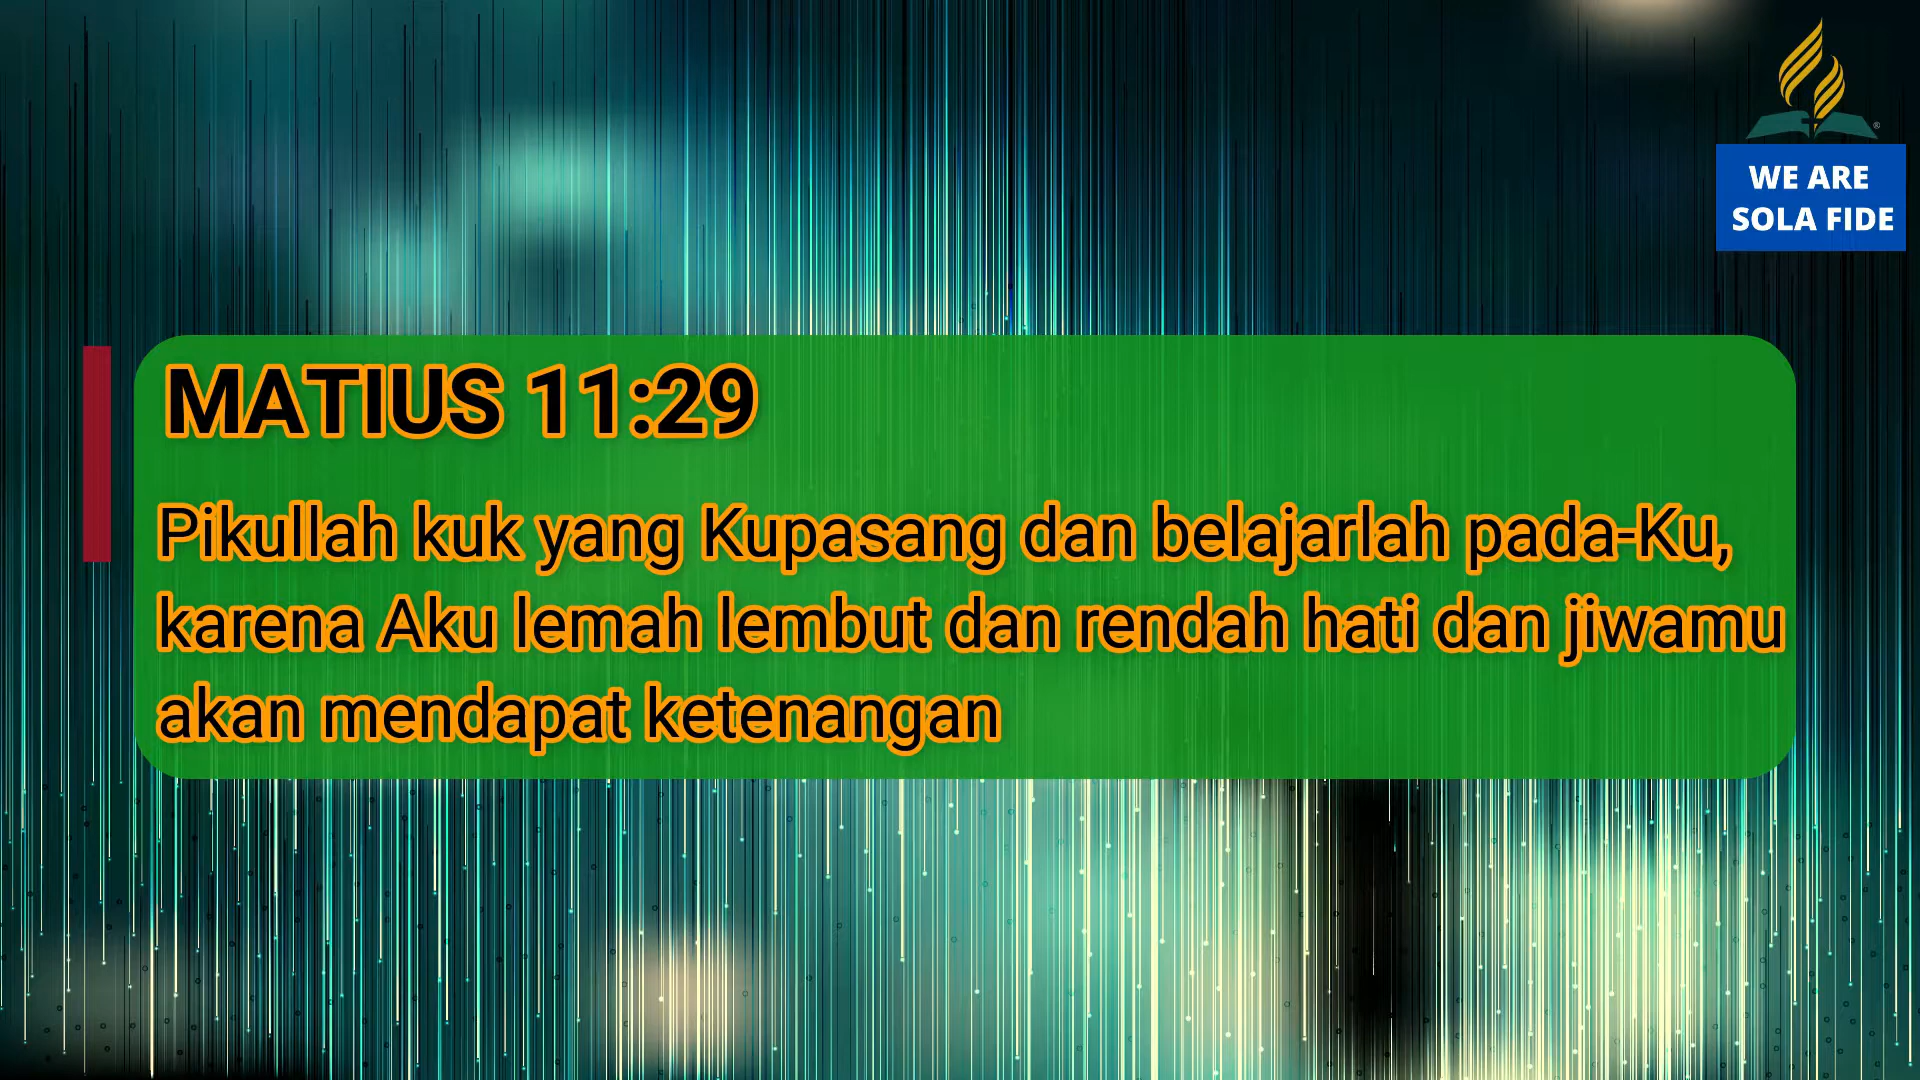 WE ARE
SOLA FIDE
MATIUS 11:29
Pikullah kuk yang Kupasang dan belajarlah pada-Ku,
karena Aku lemah lembut dan rendah hati dan jiwamu
akan mendapat ketenangan